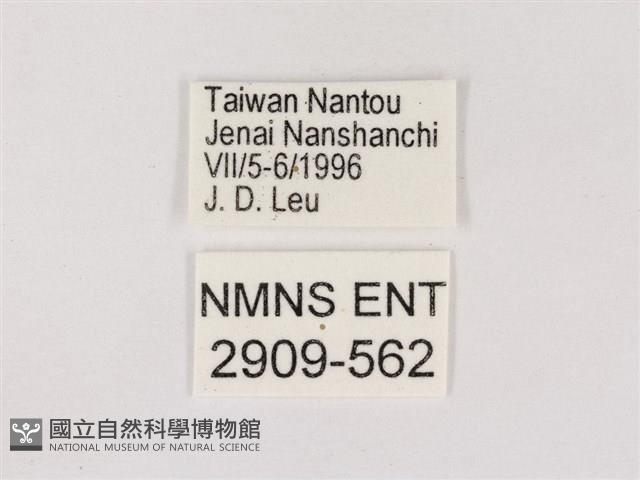 Taiwan Nantou
Jenai Nanshanchi
VII/5-6/1996
J. D. Leu
NMNS ENT
2909-562
國立自然科學博物館
NATIONAL MUSEUM OF NATURAL SCIENCE